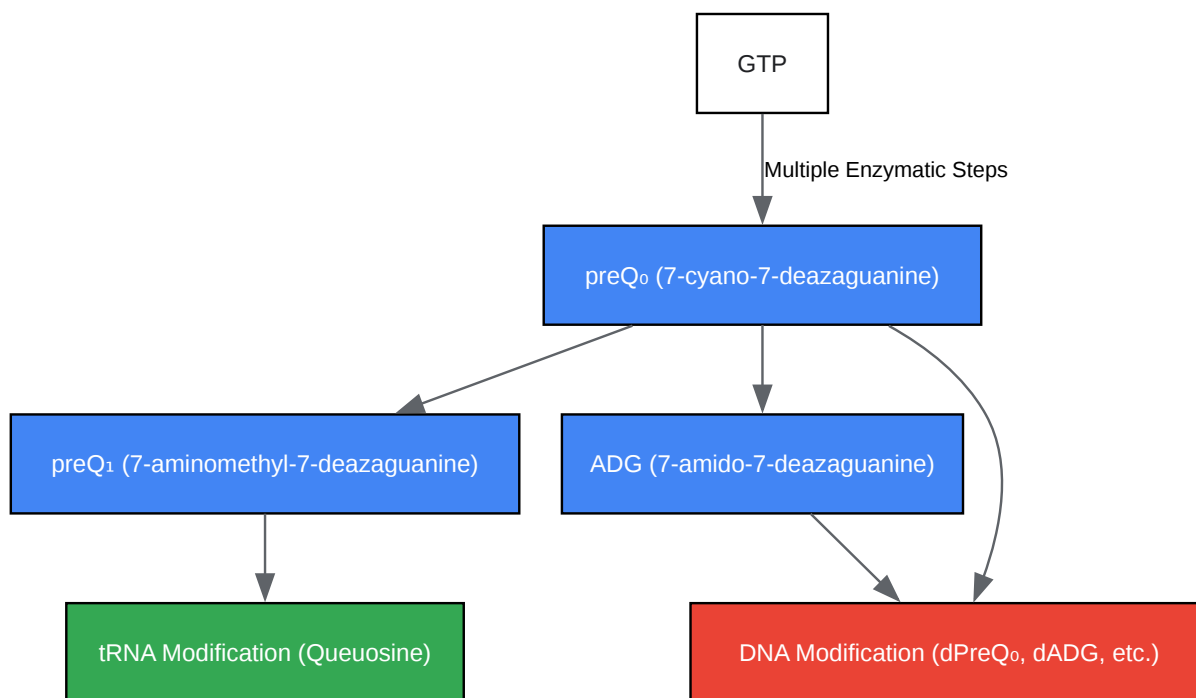 GTP
Multiple Enzymatic Steps
preQ₀ (7-cyano-7-deazaguanine)
preQ₁ (7-aminomethyl-7-deazaguanine)
ADG (7-amido-7-deazaguanine)
tRNA Modification (Queuosine)
DNA Modification (dPreQ₀, dADG, etc.)